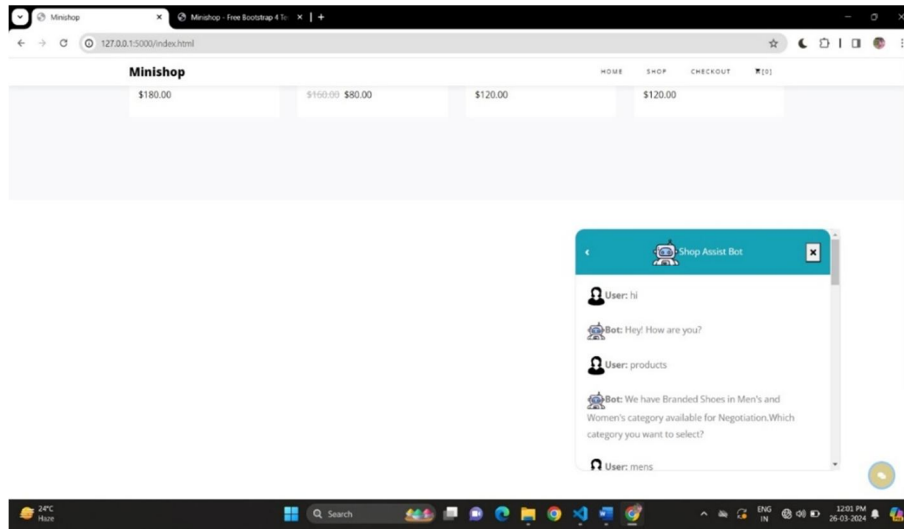 Minishop
Minishop - Free Bootstrap 4 Te
127.0.0.1:5000/index.html
Minishop
HOME SHOP CHECKOUT [0]
$180.00 $160.00 $80.00 $120.00 $120.00
Shop Assist Bot
User: hi
Bot: Hey! How are you?
User: products
Bot: We have Branded Shoes in Men's and
Women's category available for Negotiation.Which
category you want to select?
User: mens
24°C
Haze
Search
ENG
IN
12:01 PM
26-03-2024